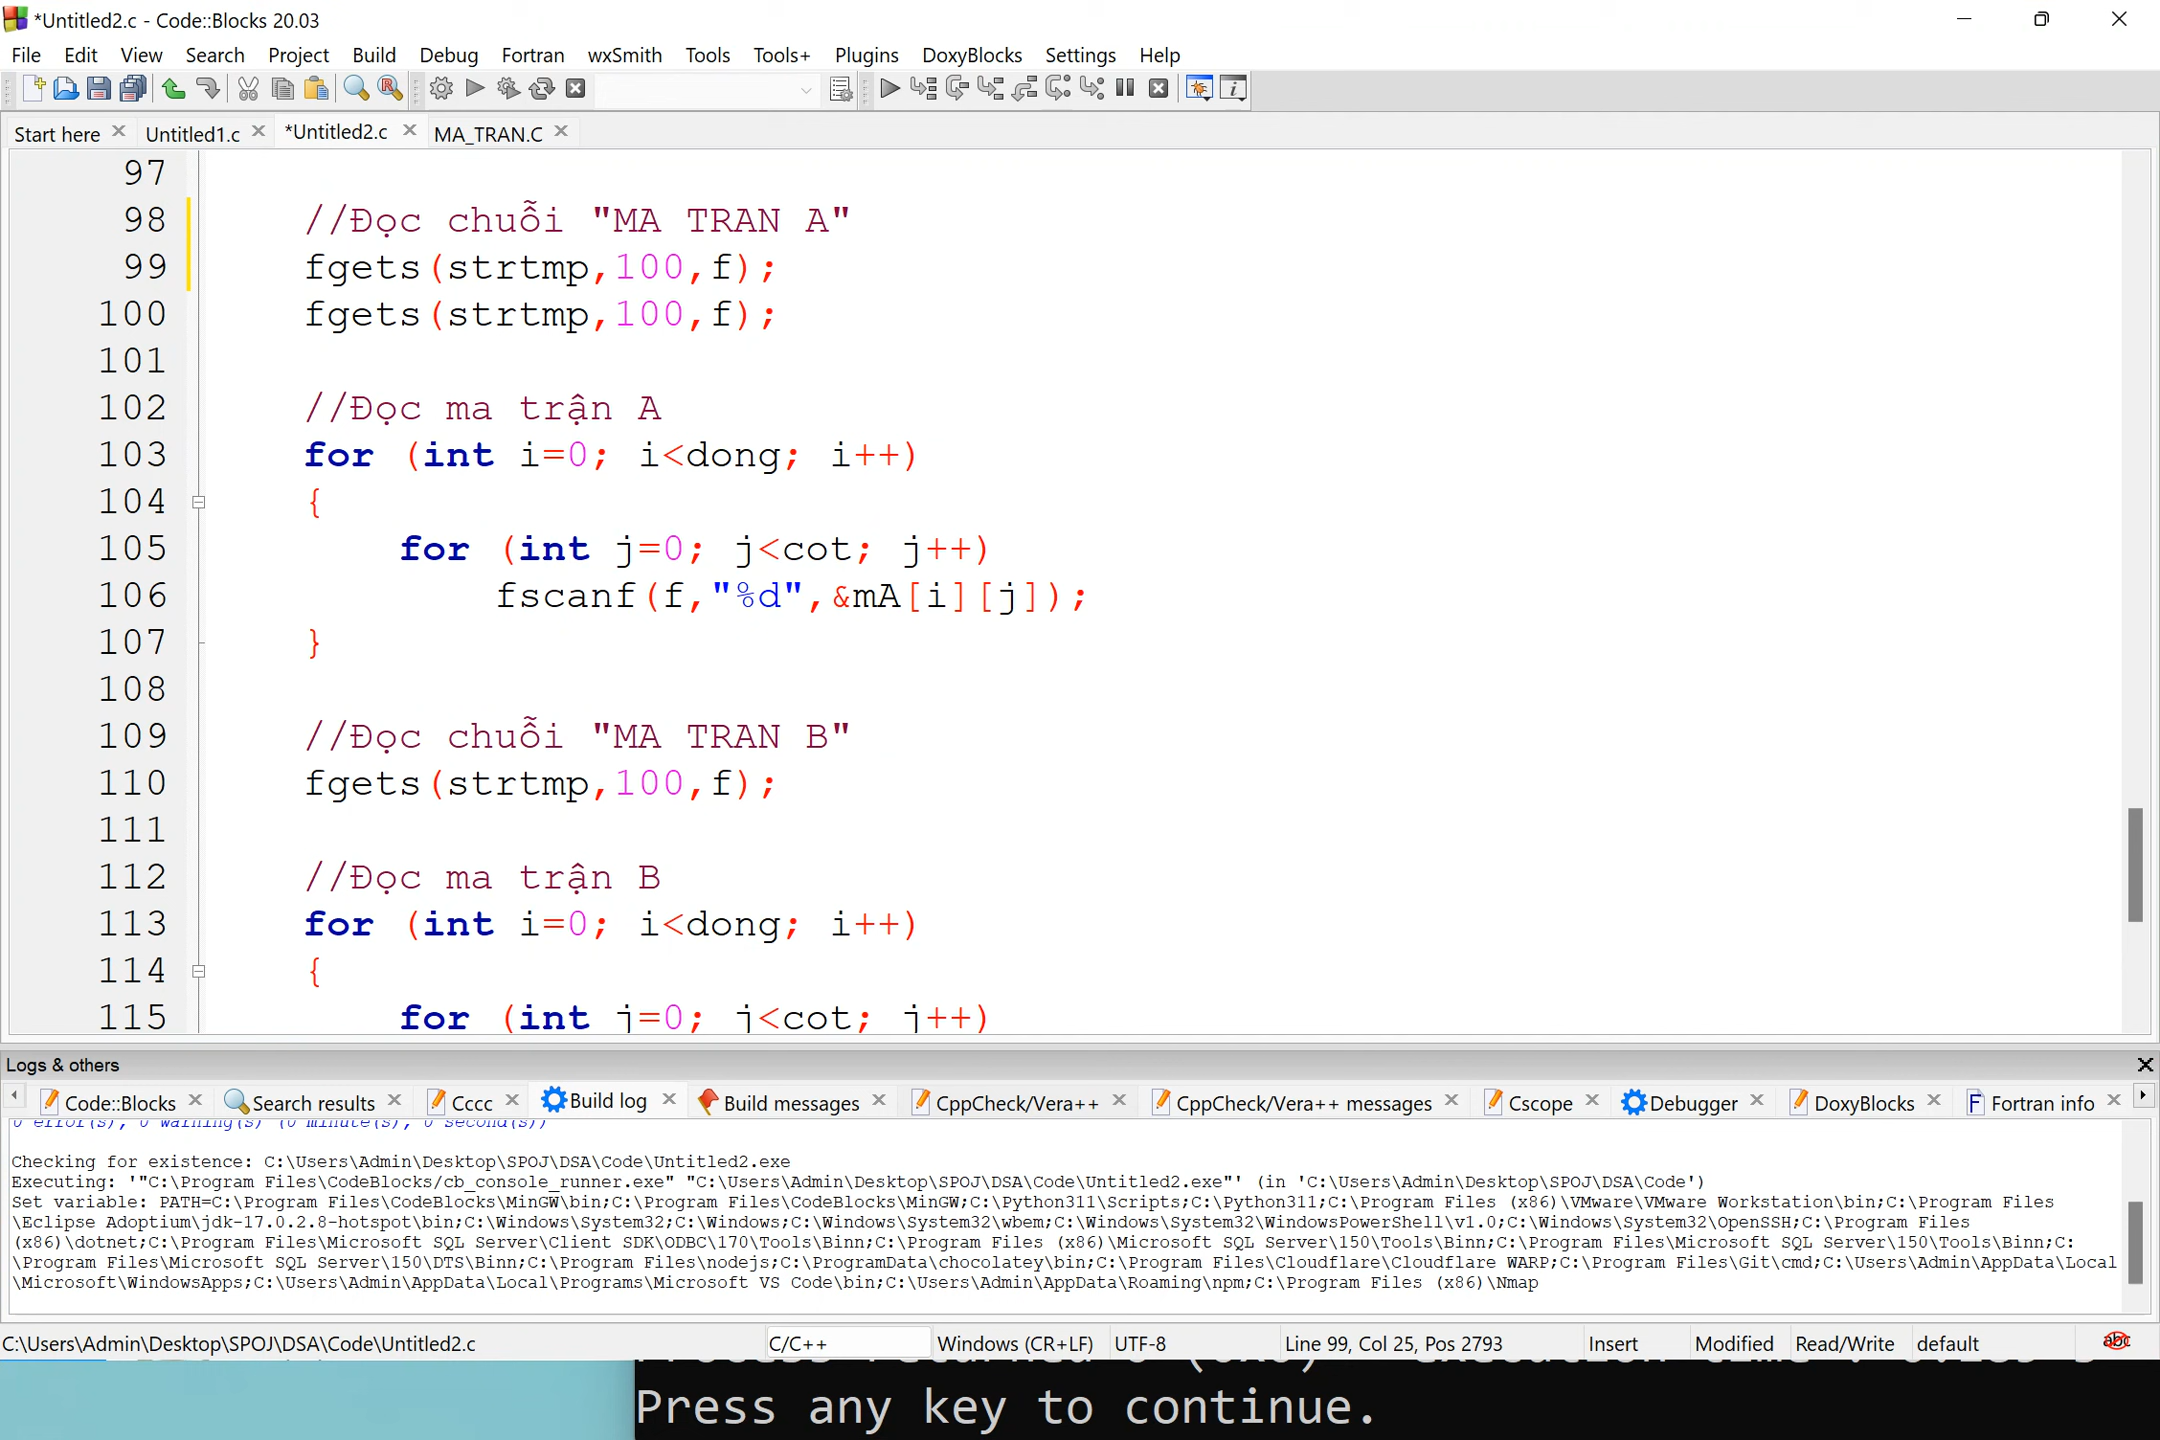 *Untitled2.c - Code::Blocks 20.03
File Edit View Search Project Build Debug Fortran wxSmith Tools Tools+ Plugins DoxyBlocks Settings Help
Start here Untitled1.c *Untitled2.c MA_TRAN.C
97
98 //Đọc chuỗi "MA TRAN A"
99 fgets(strtmp,100,f);
100 fgets(strtmp,100,f);
101
102 //Đọc ma trận A
103 for (int i=0; i<dong; i++)
104 {
105 for (int j=0; j<cot; j++)
106 fscanf(f,"%d",&mA[i][j]);
107 }
108
109 //Đọc chuỗi "MA TRAN B"
110 fgets(strtmp,100,f);
111
112 //Đọc ma trận B
113 for (int i=0; i<dong; i++)
114 {
115 for (int j=0; j<cot; j++)
Logs & others
Code::Blocks Search results Cccc Build log Build messages CppCheck/Vera++ CppCheck/Vera++ messages Cscope Debugger DoxyBlocks Fortran info
0 error(s), 0 warning(s) (0 minute(s), 0 second(s))
Checking for existence: C:\Users\Admin\Desktop\SPOJ\DSA\Code\Untitled2.exe
Executing: '"C:\Program Files\CodeBlocks/cb_console_runner.exe" "C:\Users\Admin\Desktop\SPOJ\DSA\Code\Untitled2.exe"' (in 'C:\Users\Admin\Desktop\SPOJ\DSA\Code')
Set variable: PATH=C:\Program Files\CodeBlocks\MinGW\bin;C:\Program Files\CodeBlocks\MinGW;C:\Python311\Scripts;C:\Python311;C:\Program Files (x86)\VMware\VMware Workstation\bin;C:\Program Files
\Eclipse Adoptium\jdk-17.0.2.8-hotspot\bin;C:\Windows\System32;C:\Windows;C:\Windows\System32\wbem;C:\Windows\System32\WindowsPowerShell\v1.0;C:\Windows\System32\OpenSSH;C:\Program Files
(x86)\dotnet;C:\Program Files\Microsoft SQL Server\Client SDK\ODBC\170\Tools\Binn;C:\Program Files (x86)\Microsoft SQL Server\150\Tools\Binn;C:\Program Files\Microsoft SQL Server\150\Tools\Binn;C:
\Program Files\Microsoft SQL Server\150\DTS\Binn;C:\Program Files\nodejs;C:\ProgramData\chocolatey\bin;C:\Program Files\Cloudflare\Cloudflare WARP;C:\Program Files\Git\cmd;C:\Users\Admin\AppData\Local
\Microsoft\WindowsApps;C:\Users\Admin\AppData\Local\Programs\Microsoft VS Code\bin;C:\Users\Admin\AppData\Roaming\npm;C:\Program Files (x86)\Nmap
C:\Users\Admin\Desktop\SPOJ\DSA\Code\Untitled2.c C/C++ Windows (CR+LF) UTF-8 Line 99, Col 25, Pos 2793 Insert Modified Read/Write default abc
Press any key to continue.